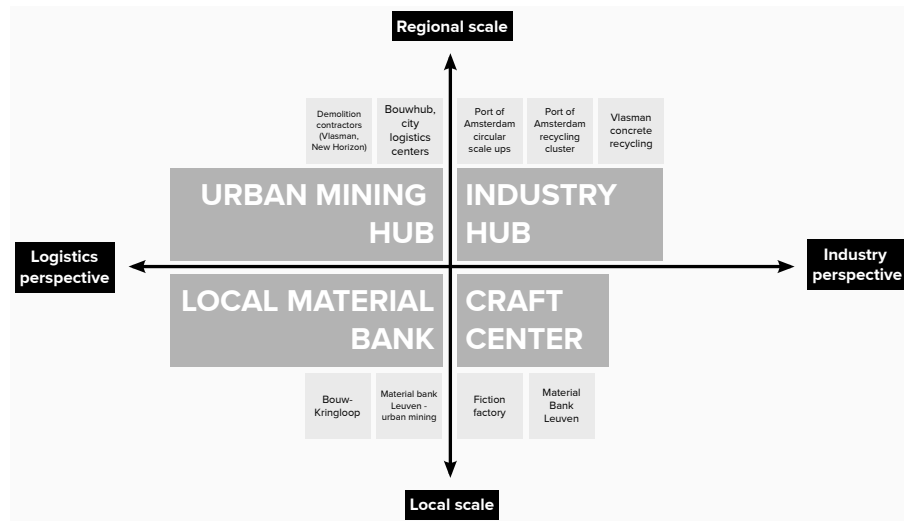 Regional scale
Demolition
contractors
(Vlasman,
New Horizon)
Bouwhub,
city
logistics
centers
Port of
Amsterdam
circular
scale ups
Port of
Amsterdam
recycling
cluster
Vlasman
concrete
recycling
URBAN MINING
HUB
INDUSTRY
HUB
Logistics
perspective
Industry
perspective
LOCAL MATERIAL
BANK
CRAFT
CENTER
Bouw-
Kringloop
Material bank
Leuven -
urban mining
Fiction
factory
Material
Bank
Leuven
Local scale